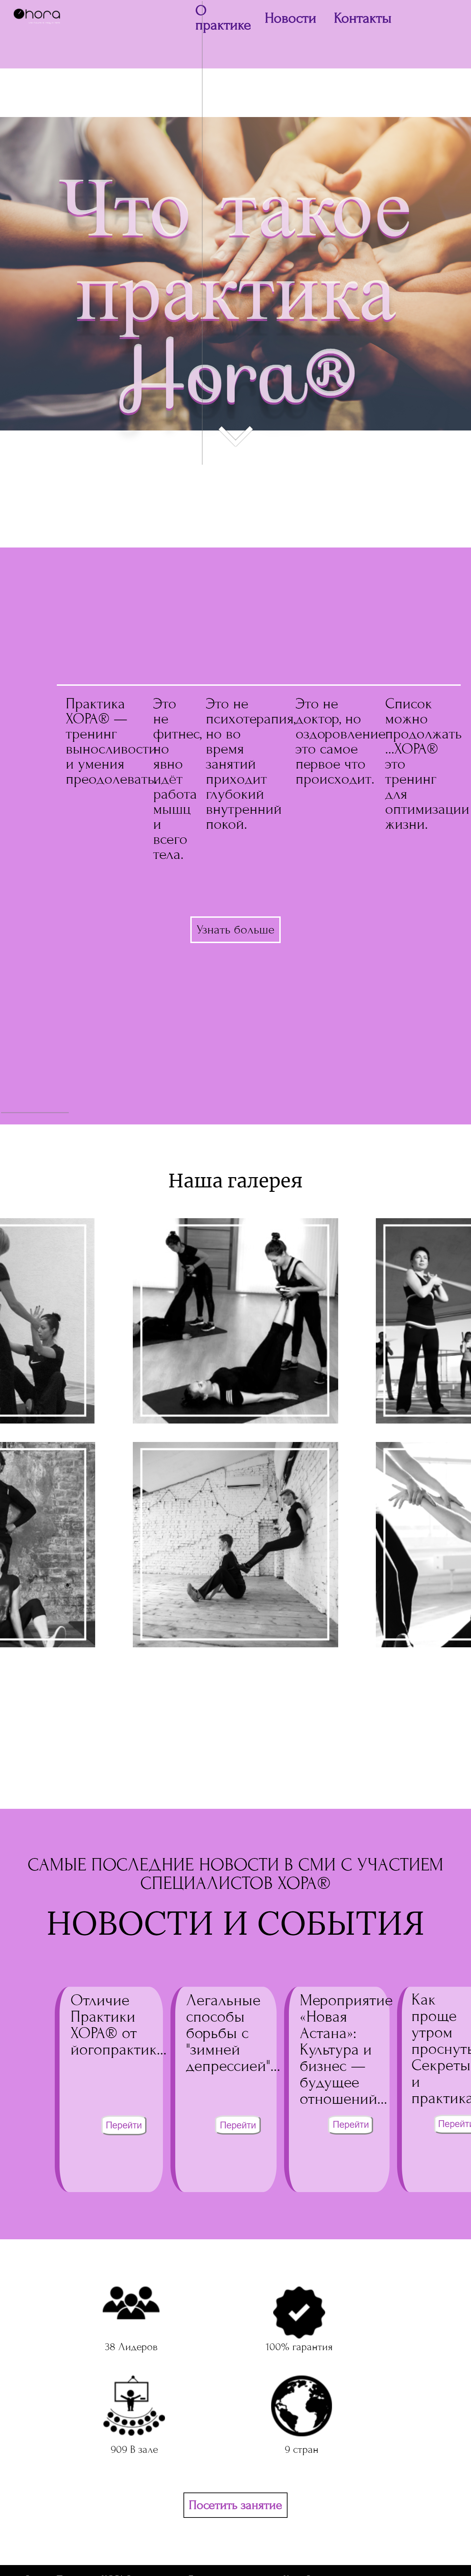 hora
О
практике
Новости
Контакты
Что такое
практика
Hora®
Практика
ХОРА® —
тренинг
выносливости
и умения
преодолевать.
Это
не
фитнес,
но
явно
идёт
работа
мышц
и
всего
тела.
Это не
психотерапия,
но во
время
занятий
приходит
глубокий
внутренний
покой.
Это не
доктор, но
оздоровление
это самое
первое что
происходит.
Список
можно
продолжать
...ХОРА®
это
тренинг
для
оптимизации
жизни.
Узнать больше
Наша галерея
САМЫЕ ПОСЛЕДНИЕ НОВОСТИ В СМИ С УЧАСТИЕМ
СПЕЦИАЛИСТОВ ХОРА®
НОВОСТИ И СОБЫТИЯ
Отличие
Практики
ХОРА® от
йогопрактик...
Перейти
Легальные
способы
борьбы с
"зимней
депрессией"...
Перейти
Мероприятие
«Новая
Астана»:
Культура и
бизнес —
будущее
отношений...
Перейти
Как
проще
утром
проснуть
Секреты
и
практика
Перейти
38 Лидеров
100% гарантия
909 В зале
9 стран
Посетить занятие